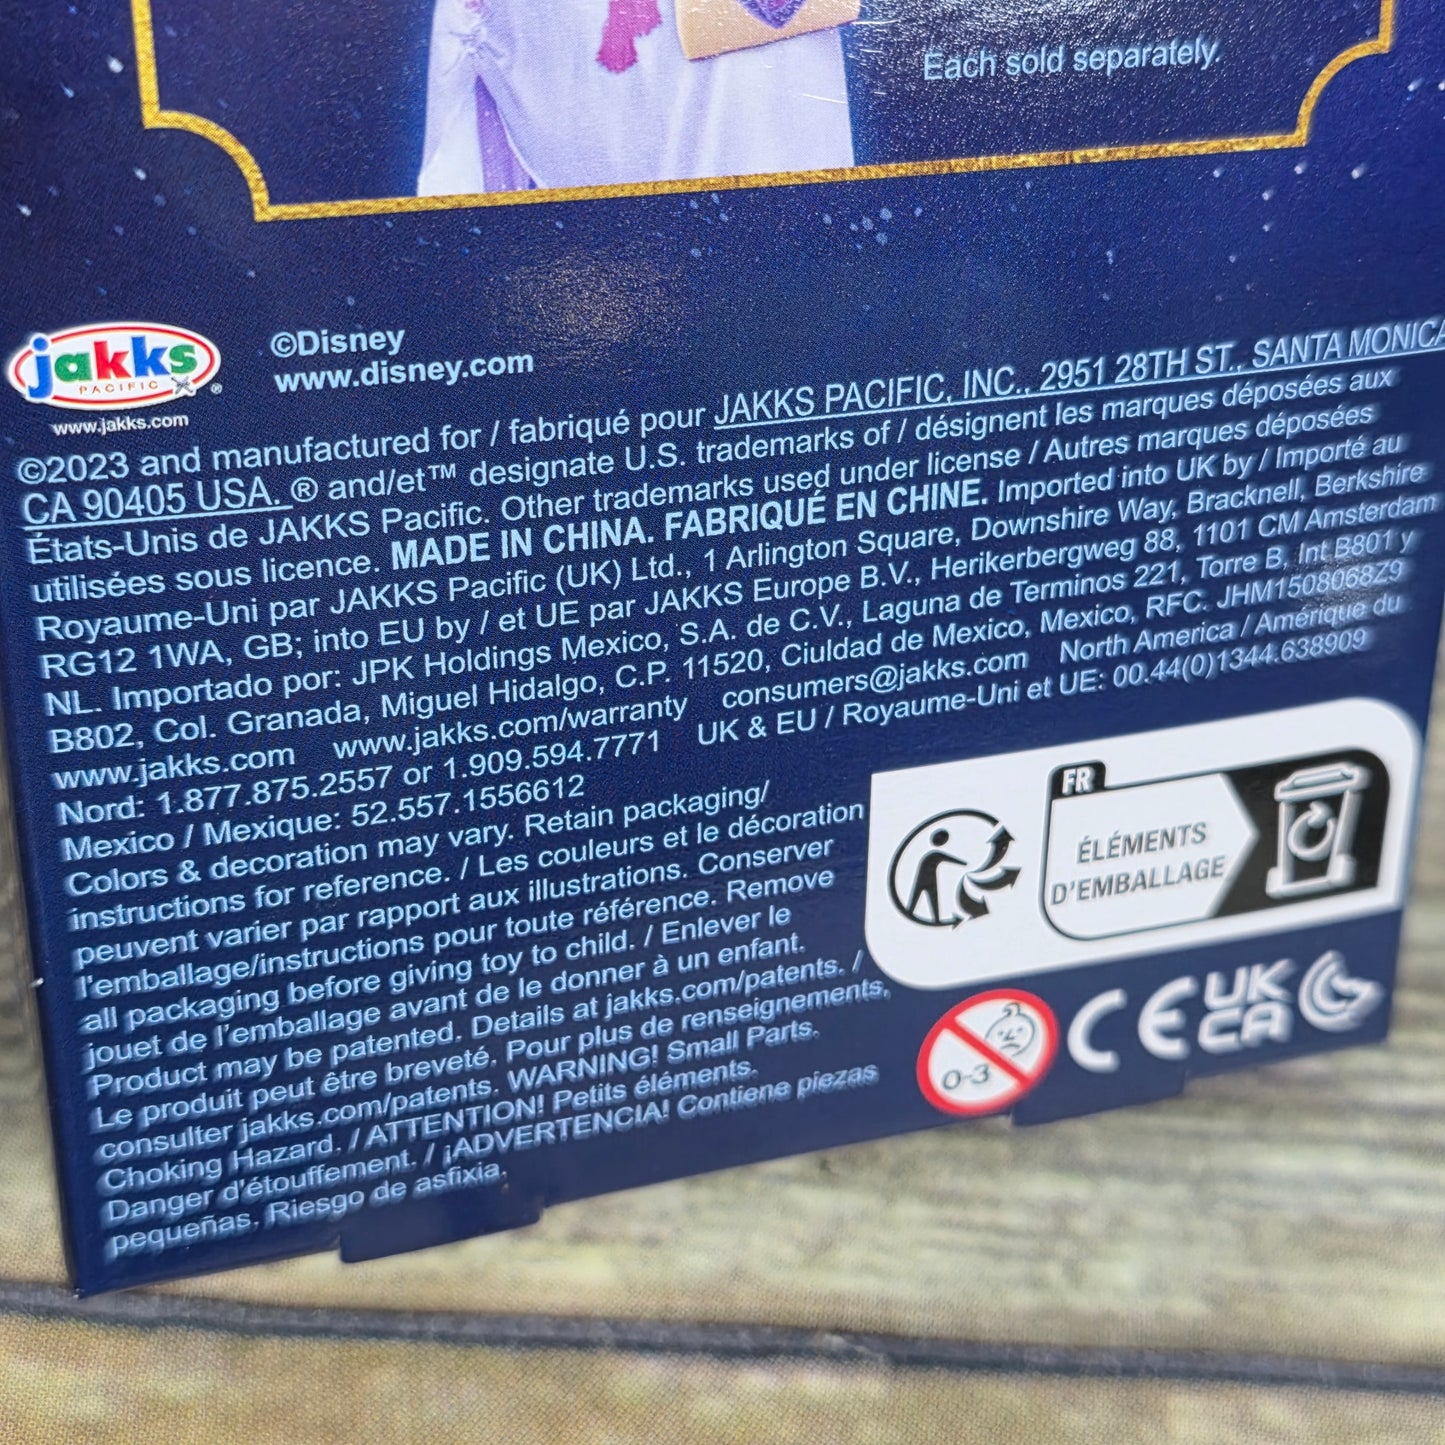 Each sold separately.
jakks
PACIFIC
®
www.jakks.com
©Disney
www.disney.com
©2023 and manufactured for / fabriqué pour JAKKS PACIFIC, INC., 2951 28TH ST., SANTA MONICA
CA 90405 USA. ® and/et™ designate U.S. trademarks of / désignent les marques déposées aux
États-Unis de JAKKS Pacific. Other trademarks used under license / Autres marques déposées
utilisées sous licence. MADE IN CHINA. FABRIQUÉ EN CHINE. Imported into UK by / Importé au
Royaume-Uni par JAKKS Pacific (UK) Ltd., 1 Arlington Square, Downshire Way, Bracknell, Berkshire
RG12 1WA, GB; into EU by / et UE par JAKKS Europe B.V., Herikerbergweg 88, 1101 CM Amsterdam
NL. Importado por: JPK Holdings Mexico, S.A. de C.V., Laguna de Terminos 221, Torre B, Int B801 y
B802, Col. Granada, Miguel Hidalgo, C.P. 11520, Ciuldad de Mexico, Mexico, RFC. JHM1508068Z9
www.jakks.com www.jakks.com/warranty consumers@jakks.com North America / Amérique du
Nord: 1.877.875.2557 or 1.909.594.7771 UK & EU / Royaume-Uni et UE: 00.44(0)1344.638909
Mexico / Mexique: 52.557.1556612
Colors & decoration may vary. Retain packaging/
instructions for reference. / Les couleurs et le décoration
peuvent varier par rapport aux illustrations. Conserver
l'emballage/instructions pour toute référence. Remove
all packaging before giving toy to child. / Enlever le
jouet de l'emballage avant de le donner à un enfant.
Product may be patented. Details at jakks.com/patents. /
Le produit peut être breveté. Pour plus de renseignements,
consulter jakks.com/patents. WARNING! Small Parts.
Choking Hazard. / ATTENTION! Petits éléments.
Danger d'étouffement. / ¡ADVERTENCIA! Contiene piezas
pequeñas. Riesgo de asfixia.
FR
ÉLÉMENTS
D'EMBALLAGE
0-3
CE
UK
CA